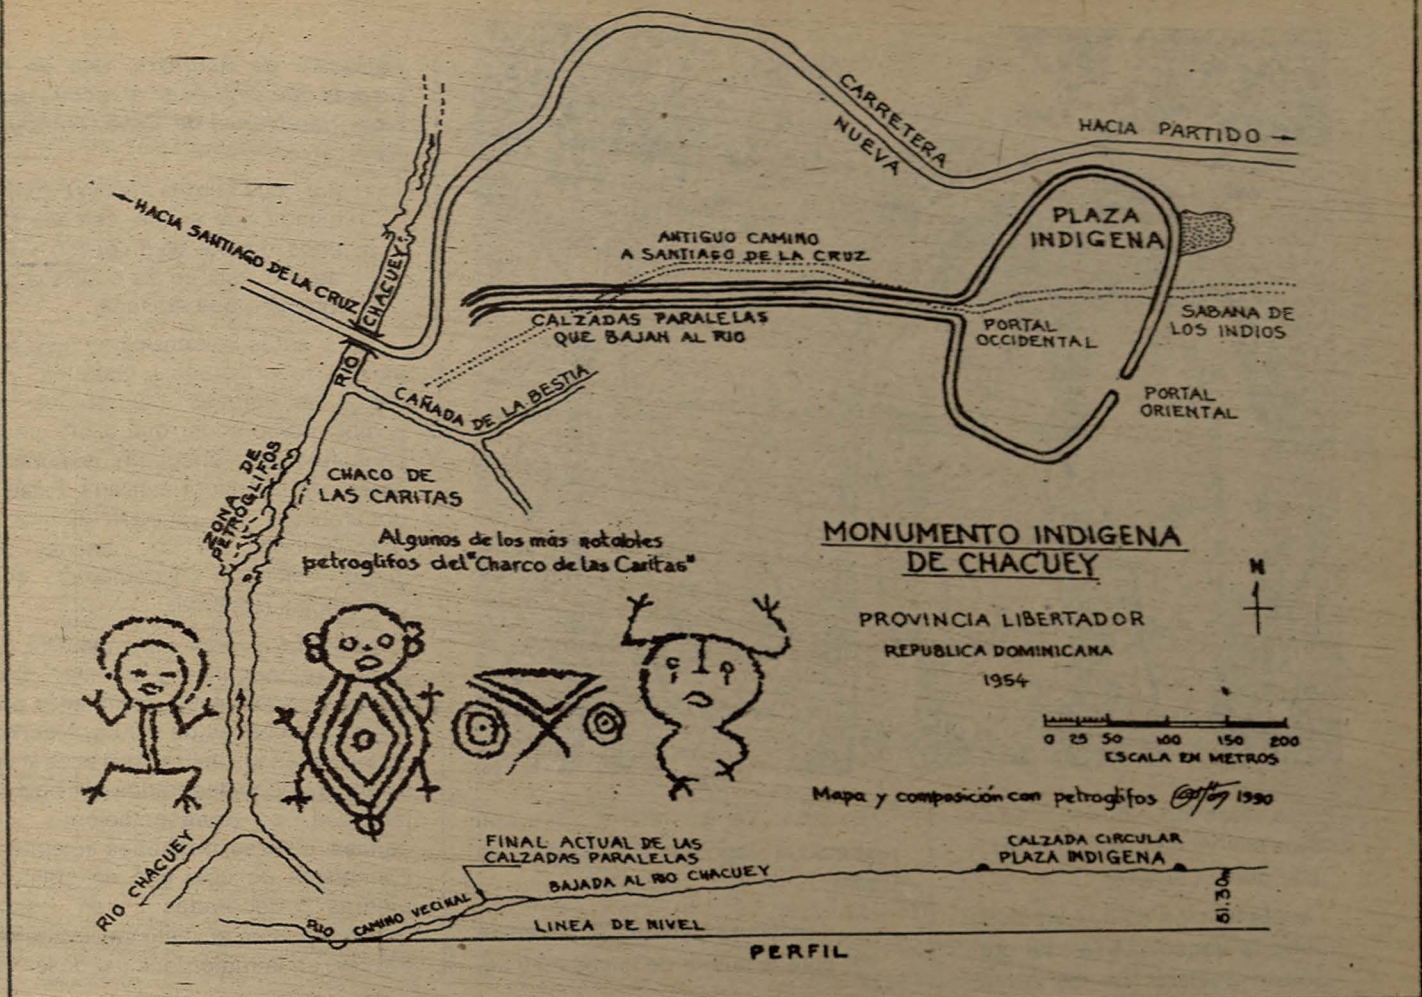 CARRETERA
NUEVA
HACIA PARTIDO
HACIA SANTIAGO DE LA CRUZ
CHACUEY
RIO
PLAZA
INDIGENA
ANTIGUO CAMINO
A SANTIAGO DE LA CRUZ
CALZADAS PARALELAS
QUE BAJAN AL RIO
PORTAL
OCCIDENTAL
SABANA DE
LOS INDIOS
PORTAL
ORIENTAL
CAÑADA DE LA BESTIA
ZONA DE
PETROGLIFOS
CHACO DE
LAS CARITAS
Algunos de los más notables
petroglifos del "Charco de las Caritas"
MONUMENTO INDIGENA
DE CHACUEY
N
PROVINCIA LIBERTADOR
REPUBLICA DOMINICANA
1954
0 25 50 100 150 200
ESCALA EN METROS
Mapa y composición con petroglifos 1990
RIO CHACUEY
FINAL ACTUAL DE LAS
CALZADAS PARALELAS
BAJADA AL RIO CHACUEY
CALZADA CIRCULAR
PLAZA INDIGENA
RIO
CAMINO VECINAL
LINEA DE NIVEL
51.30m
PERFIL